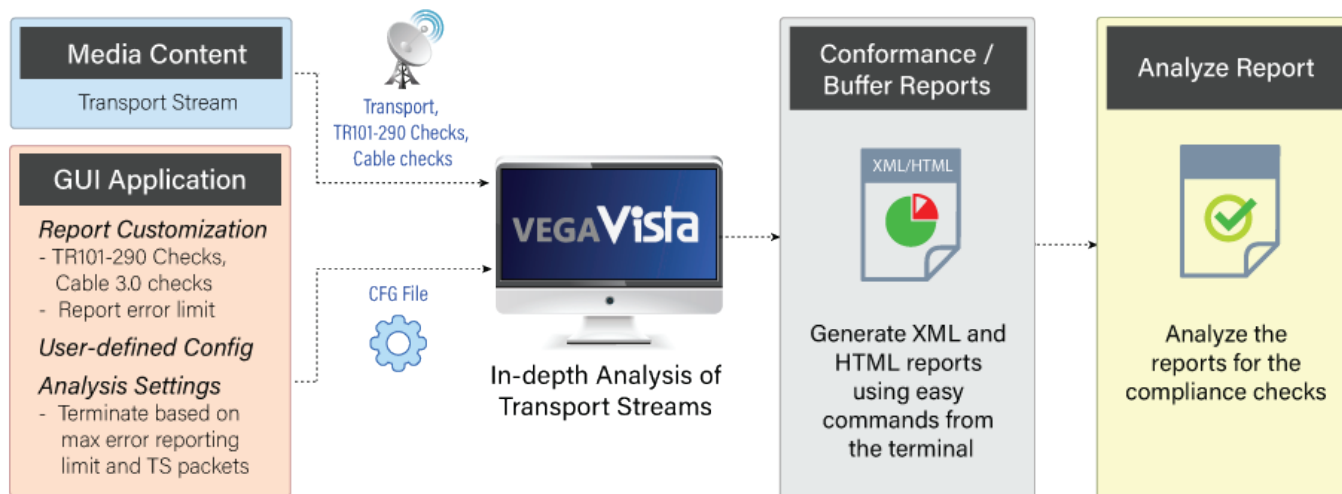 Media Content
Transport Stream
GUI Application
Report Customization
- TR101-290 Checks,
Cable 3.0 checks
- Report error limit
User-defined Config
Analysis Settings
- Terminate based on
max error reporting
limit and TS packets
Transport,
TR101-290 Checks,
Cable checks
CFG File
VEGAVista
In-depth Analysis of
Transport Streams
Conformance /
Buffer Reports
XML/HTML
Generate XML and
HTML reports
using easy
commands from
the terminal
Analyze Report
Analyze the
reports for the
compliance checks